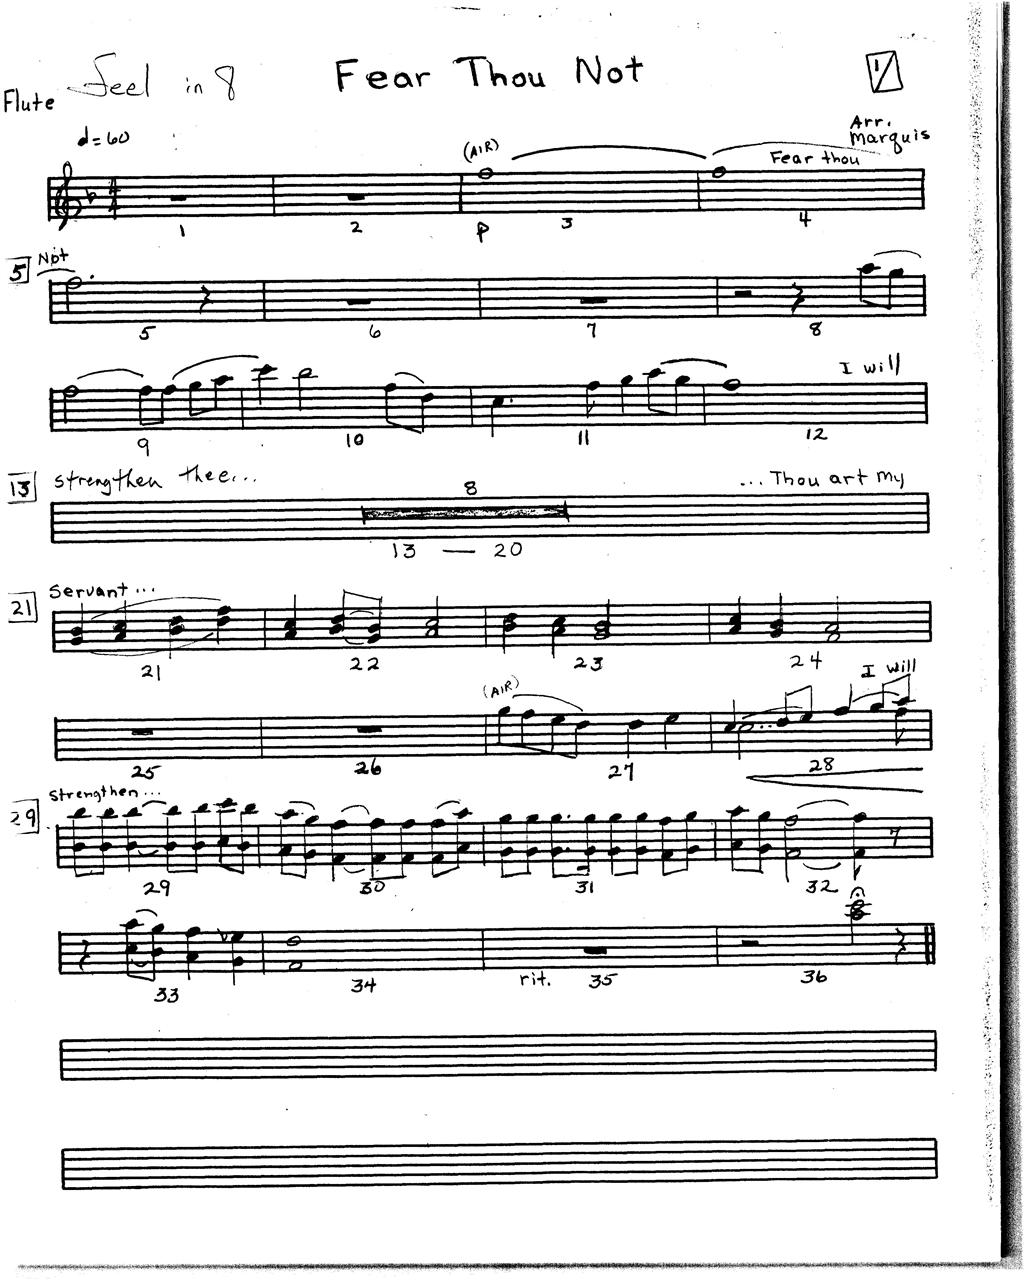 Flute Feel in 8 Fear Thou Not 1/
d=60 (AIR) Arr. Marquis
Fear thou
1 2 p 3 4
5 Not
5 6 7 8
I will
9 10 11 12
13 strengthen thee... 8 ...Thou art my
13 — 20
21 Servant...
21 22 23 24
(AIR) I will
25 26 27 28
29 Strengthen...
29 30 31 32
33 34 rit. 35 36